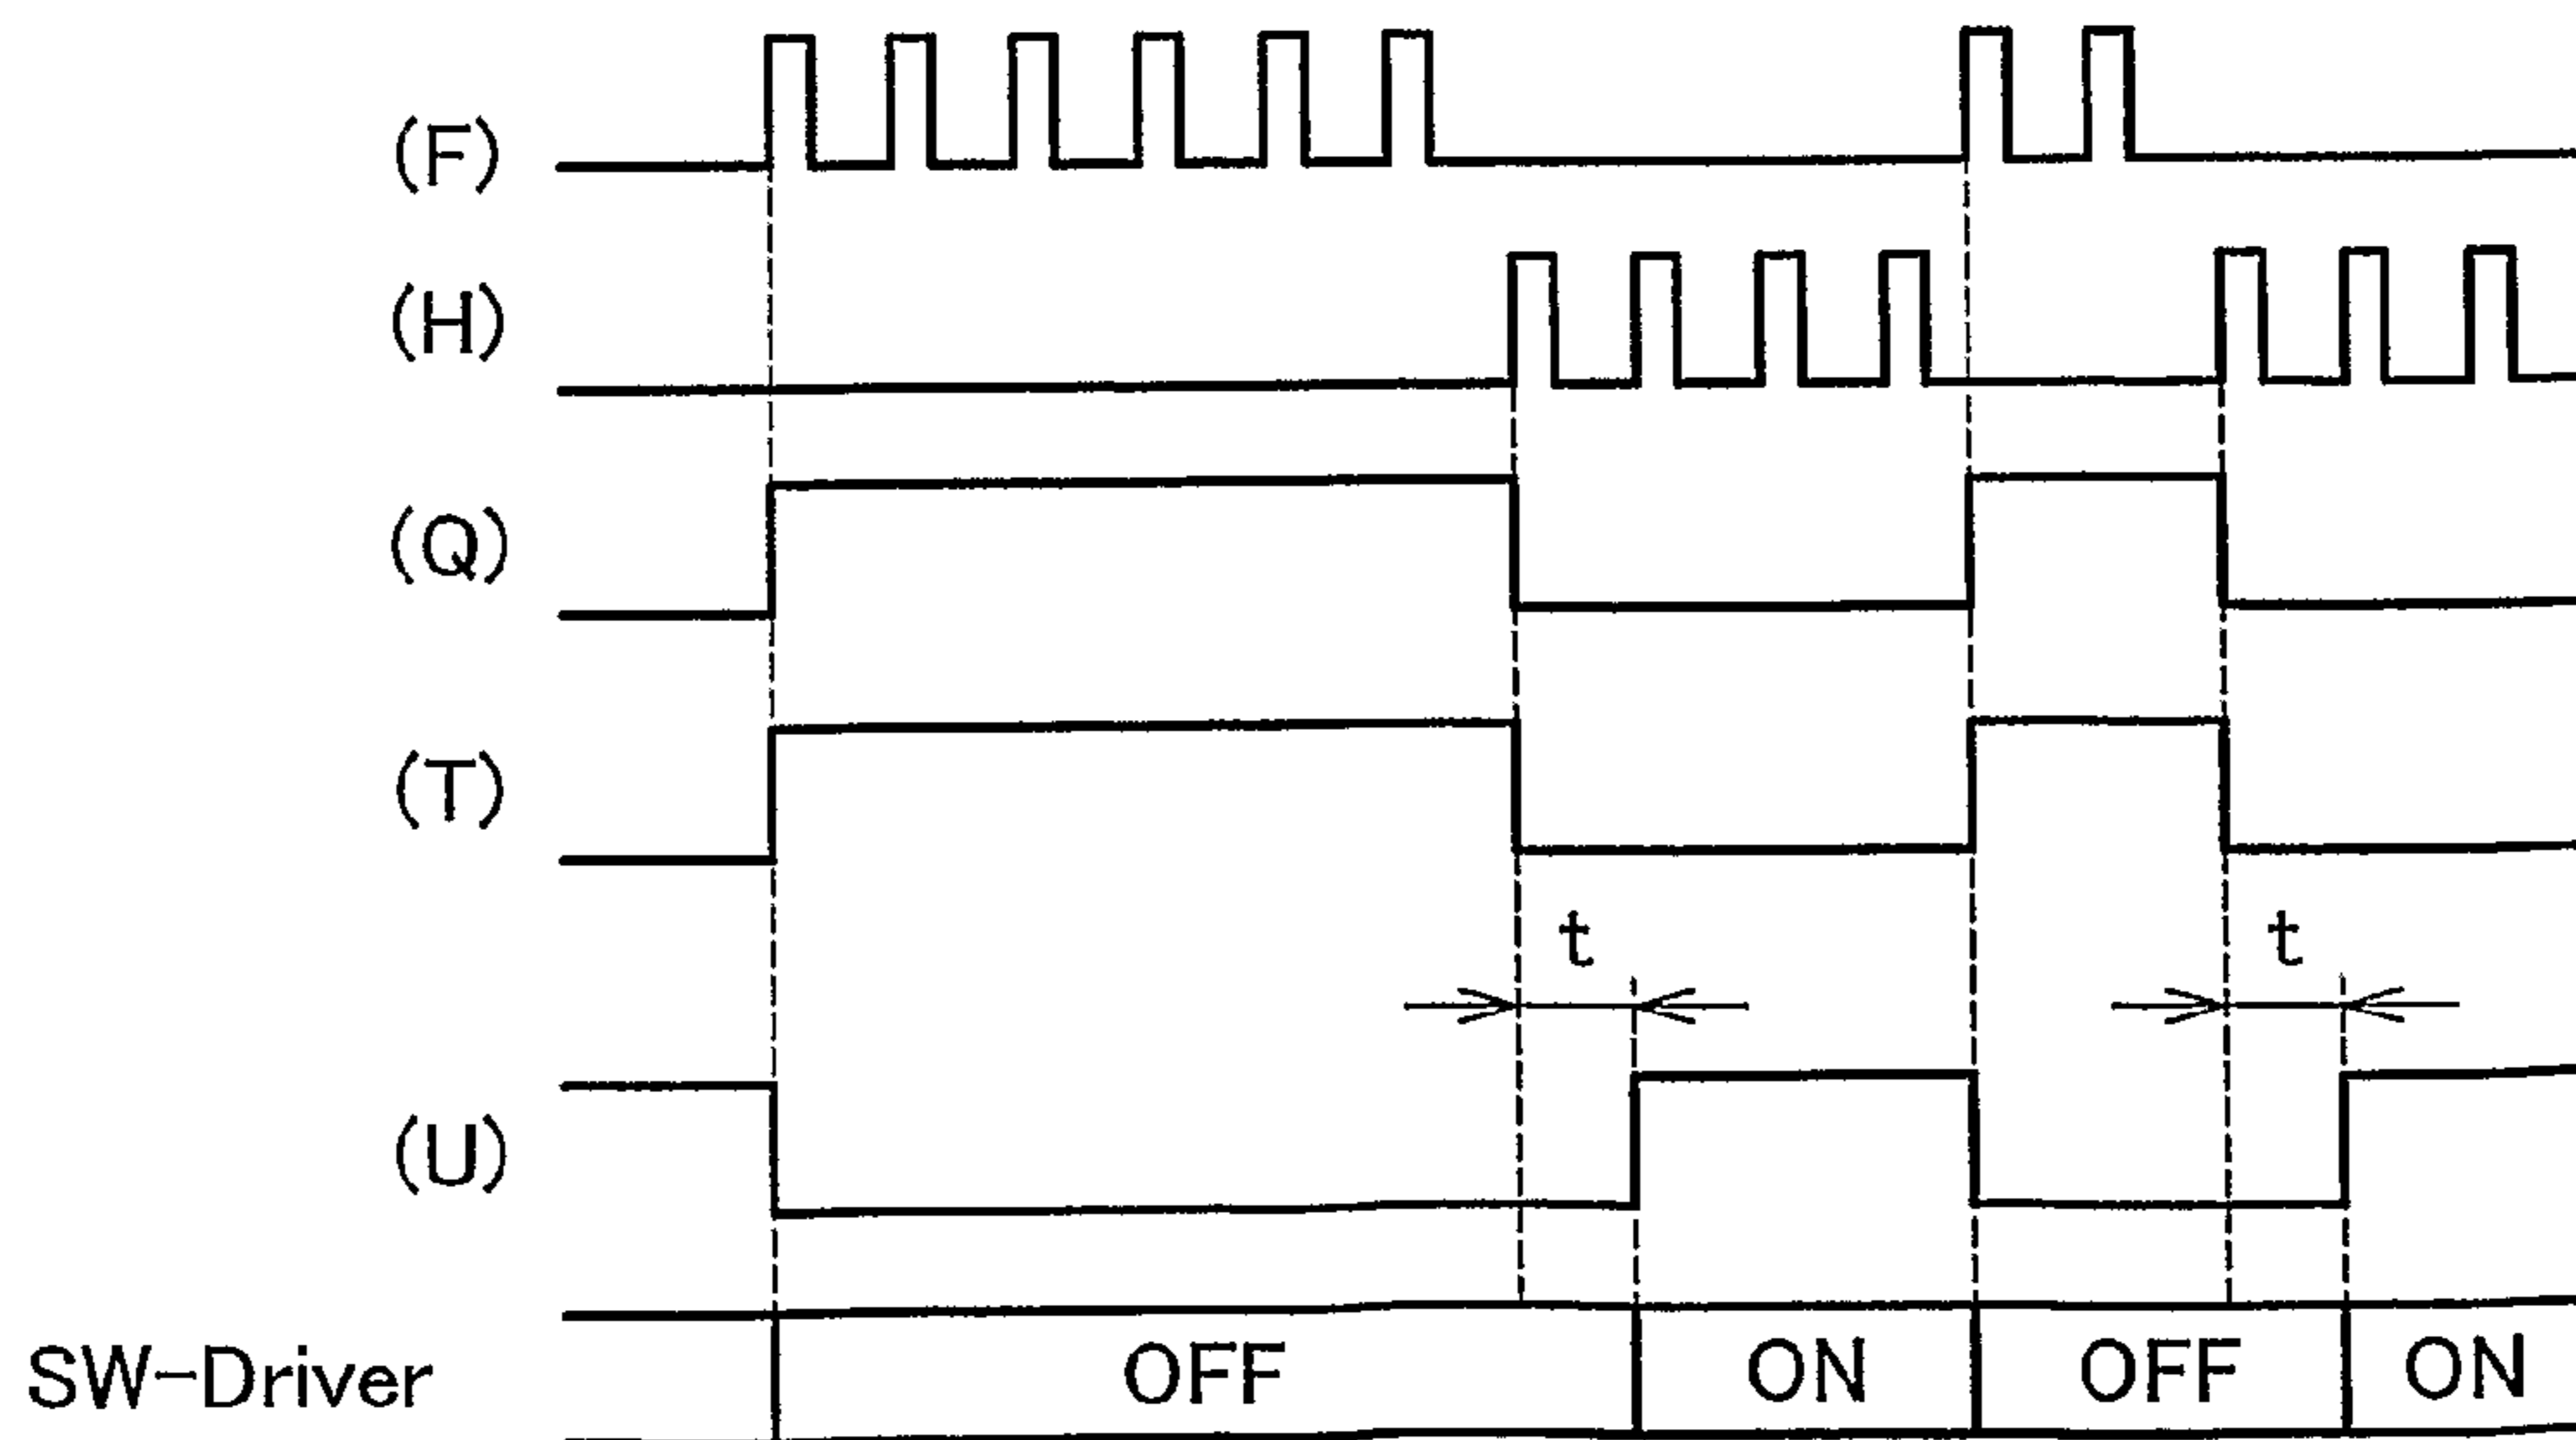 (F)
(H)
(Q)
(T)
t
t
(U)
SW-Driver
OFF
ON
OFF
ON